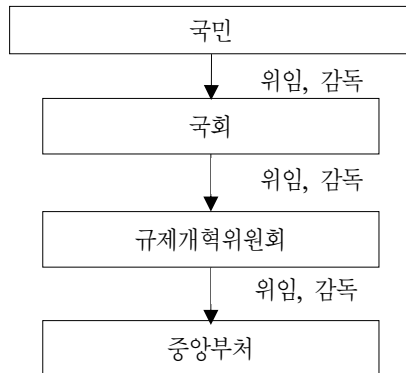 국민
위임, 감독
국회
위임, 감독
규제개혁위원회
위임, 감독
중앙부처